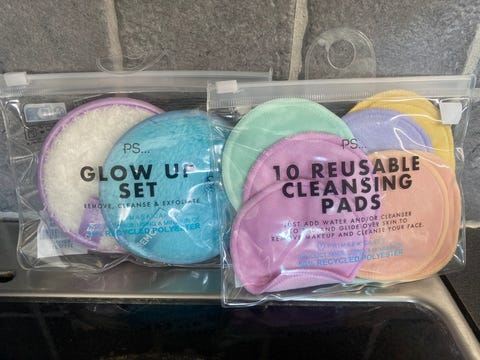 PS...
GLOW UP
SET
REMOVE, CLEANSE & EXFOLIATE
RECYCLED POLYESTER
PS...
10 REUSABLE
CLEANSING
PADS
JUST ADD WATER AND/OR CLEANSER
AND GLIDE OVER SKIN TO
REMOVE MAKEUP AND CLEANSE YOUR FACE.
RECYCLED POLYESTER